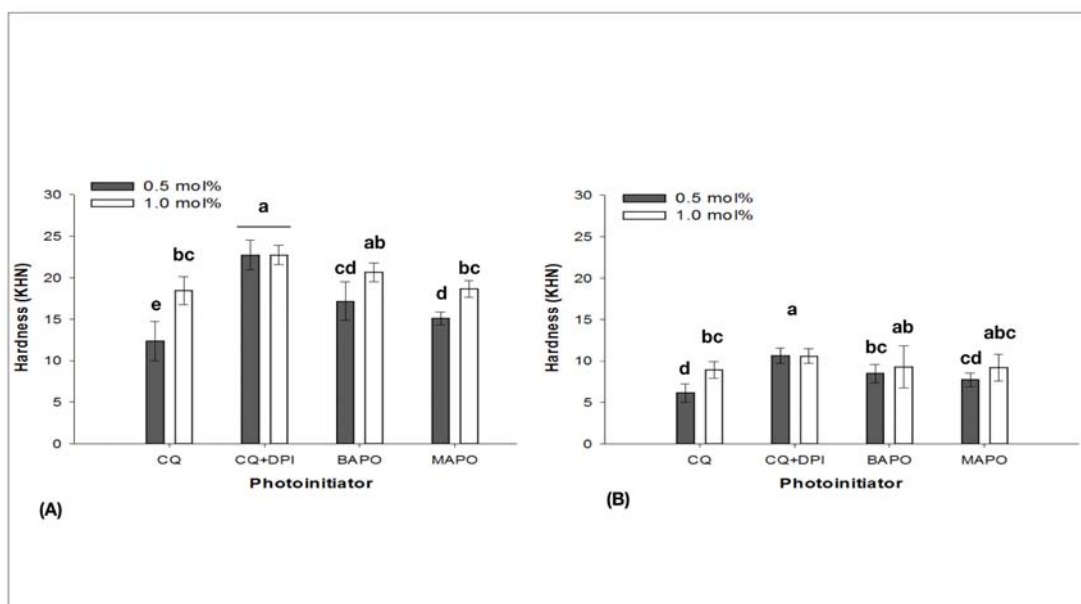 0.5 mol%
1.0 mol%
Hardness (KHN)
30
25
20
15
10
5
0
e
bc
a
cd
ab
d
bc
CQ
CQ+DPI
BAPO
MAPO
Photoinitiator
(A)
0.5 mol%
1.0 mol%
Hardness (KHN)
30
25
20
15
10
5
0
d
bc
a
bc
ab
cd
abc
CQ
CQ+DPI
BAPO
MAPO
Photoinitiator
(B)